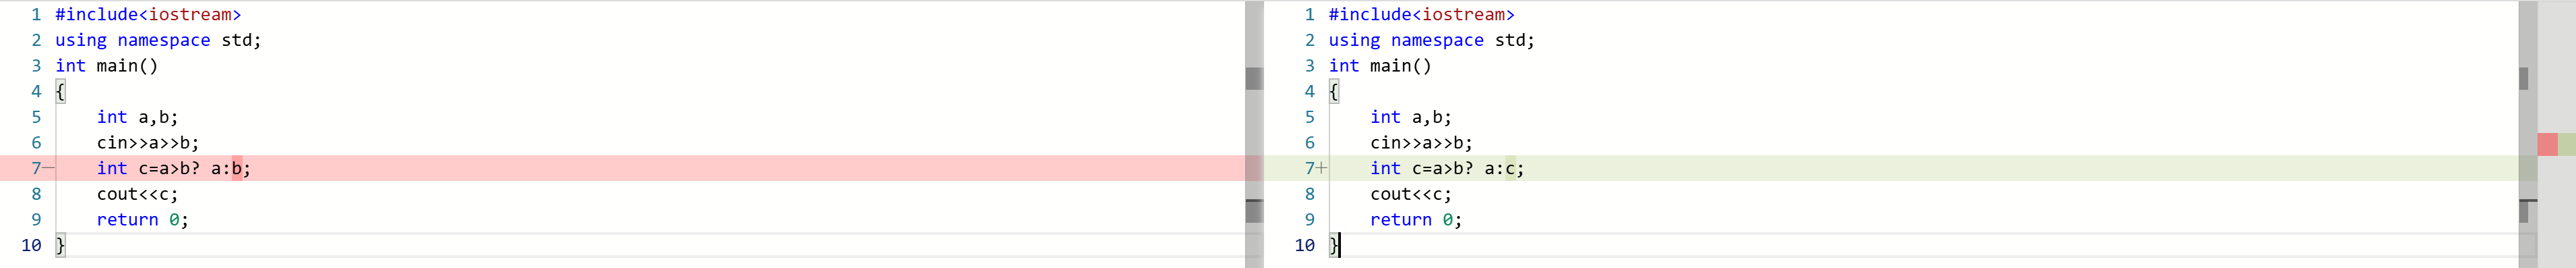 1 #include<iostream>
2 using namespace std;
3 int main()
4 {
5     int a,b;
6     cin>>a>>b;
7—     int c=a>b? a:b;
8     cout<<c;
9     return 0;
10 }
1 #include<iostream>
2 using namespace std;
3 int main()
4 {
5     int a,b;
6     cin>>a>>b;
7+     int c=a>b? a:c;
8     cout<<c;
9     return 0;
10 }